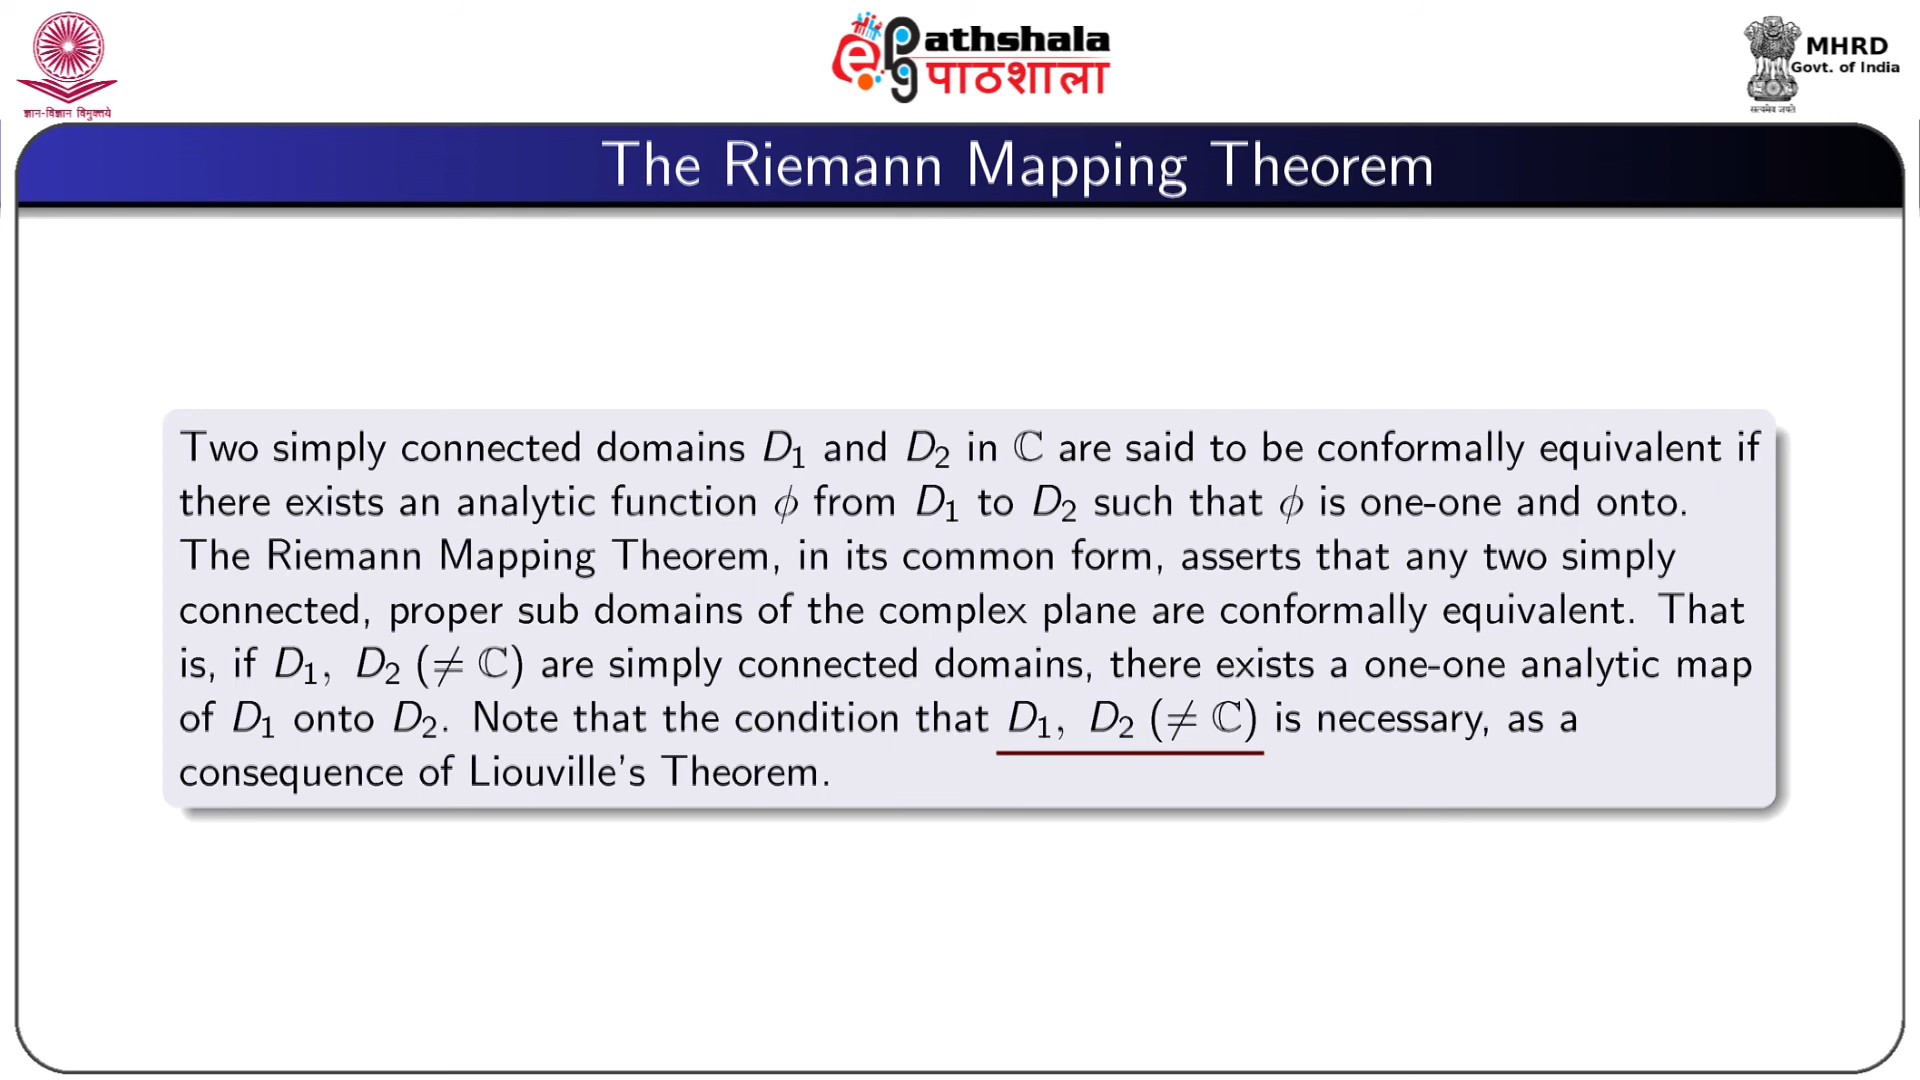 ज्ञान-विज्ञान विमुक्तये
ePathshala
पाठशाला
MHRD
Govt. of India
सत्यमेव जयते
The Riemann Mapping Theorem
Two simply connected domains D₁ and D₂ in ℂ are said to be conformally equivalent if
there exists an analytic function ϕ from D₁ to D₂ such that ϕ is one-one and onto.
The Riemann Mapping Theorem, in its common form, asserts that any two simply
connected, proper sub domains of the complex plane are conformally equivalent. That
is, if D₁, D₂ (≠ ℂ) are simply connected domains, there exists a one-one analytic map
of D₁ onto D₂. Note that the condition that D₁, D₂ (≠ ℂ) is necessary, as a
consequence of Liouville's Theorem.